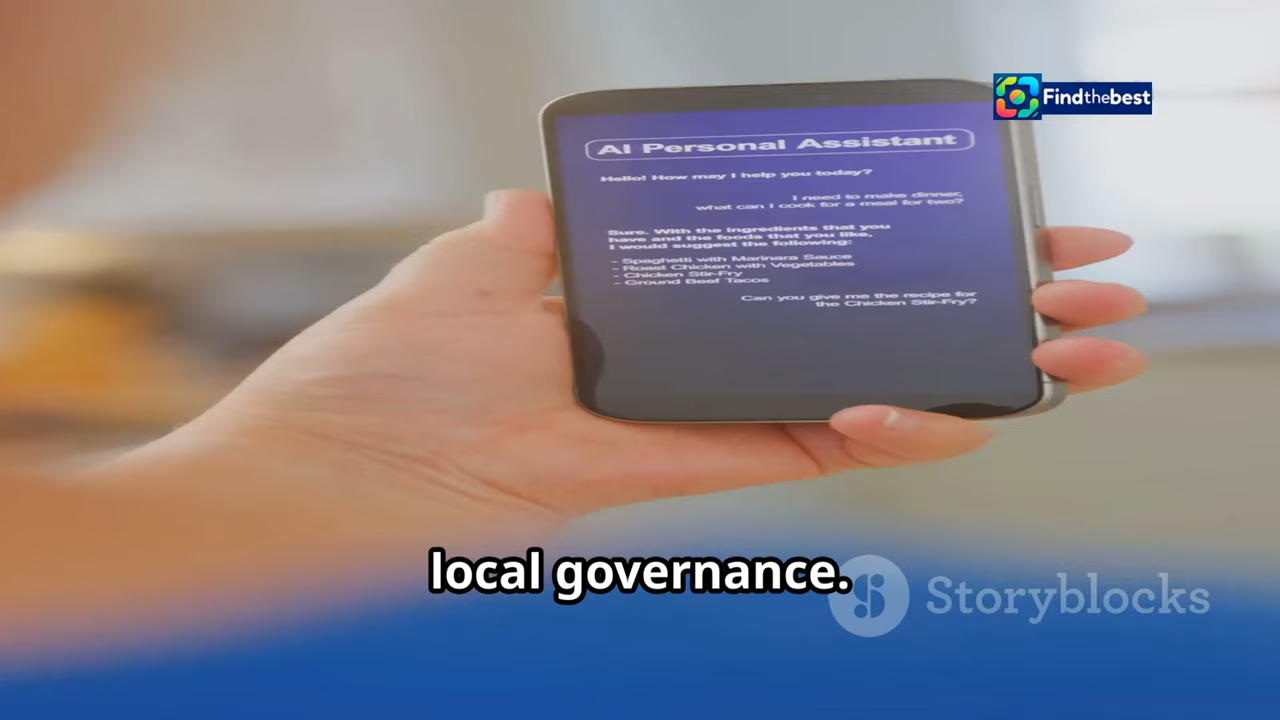 Findthebest
AI Personal Assistant
Hello! How may I help you today?
I need to make dinner,
what can I cook for a meal for two?
Sure. With the ingredients that you
have and the foods that you like,
I would suggest the following:
- Spaghetti with Marinara Sauce
- Roast Chicken with Vegetables
- Chicken Stir-Fry
- Ground Beef Tacos
Can you give me the recipe for
the Chicken Stir-Fry?
local governance.
Storyblocks